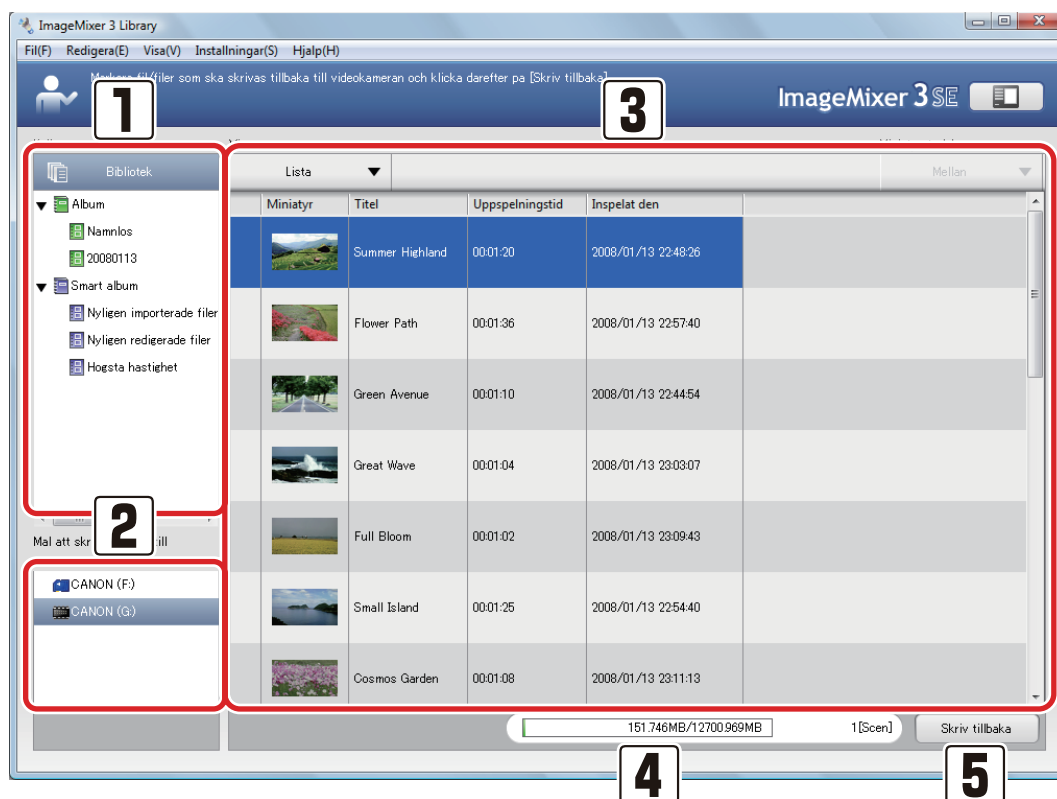 ImageMixer 3 Library
Fil(F) Redigera(E) Visa(V) Installningar(S) Hjalp(H)
fil/filer som ska skrivas tillbaka till videokameran och klicka darefter pa [Skriv tillbaka]
ImageMixer 3 SE
1
3
Bibliotek
Lista
Mellan
Album
Namnlos
20080113
Smart album
Nyligen importerade filer
Nyligen redigerade filer
Hogsta hastighet
Miniatyr Titel Uppspelningstid Inspelat den
Summer Highland 00:01:20 2008/01/13 22:48:26
Flower Path 00:01:36 2008/01/13 22:57:40
Green Avenue 00:01:10 2008/01/13 22:44:54
Great Wave 00:01:04 2008/01/13 23:03:07
Full Bloom 00:01:02 2008/01/13 23:09:43
Small Island 00:01:25 2008/01/13 22:54:40
Cosmos Garden 00:01:08 2008/01/13 23:11:13
2
Mal att
CANON (F:)
CANON (G:)
151.746MB/12700.969MB
1[Scen]
Skriv tillbaka
4
5